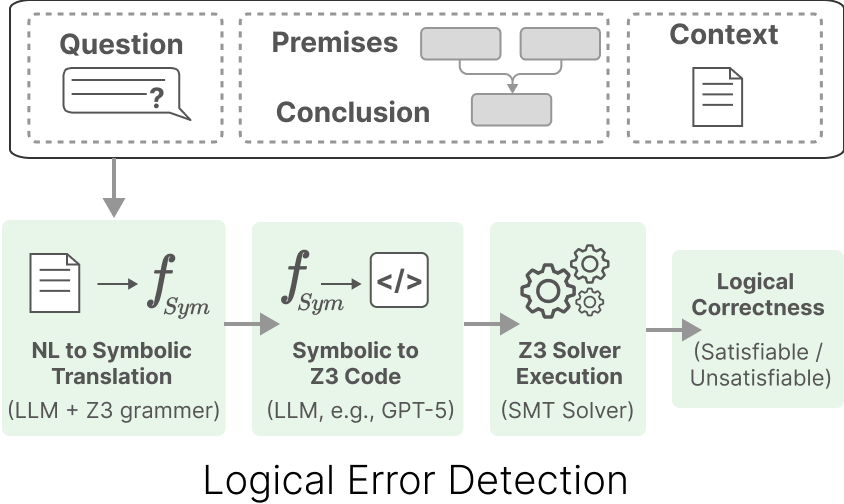 Question
?
Premises
Conclusion
Context
f Sym
NL to Symbolic
Translation
(LLM + Z3 grammer)
f Sym
</>
Symbolic to
Z3 Code
(LLM, e.g., GPT-5)
Z3 Solver
Execution
(SMT Solver)
Logical
Correctness
(Satisfiable /
Unsatisfiable)
Logical Error Detection